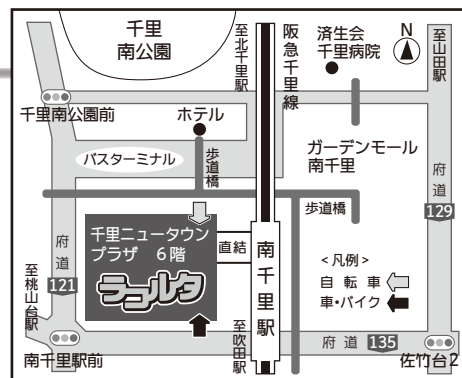 千里
南公園
至北千里駅
阪急千里線
済生会
千里病院
N
至山田駅
千里南公園前
ホテル
バスターミナル
歩道橋
ガーデンモール
南千里
府道
129
歩道橋
千里ニュータウン
プラザ 6階
ラコルタ
直結
南千里駅
府道
121
至桃山台駅
<凡例>
自転車
車・バイク
南千里駅前
至吹田駅
府道 135
佐竹台2